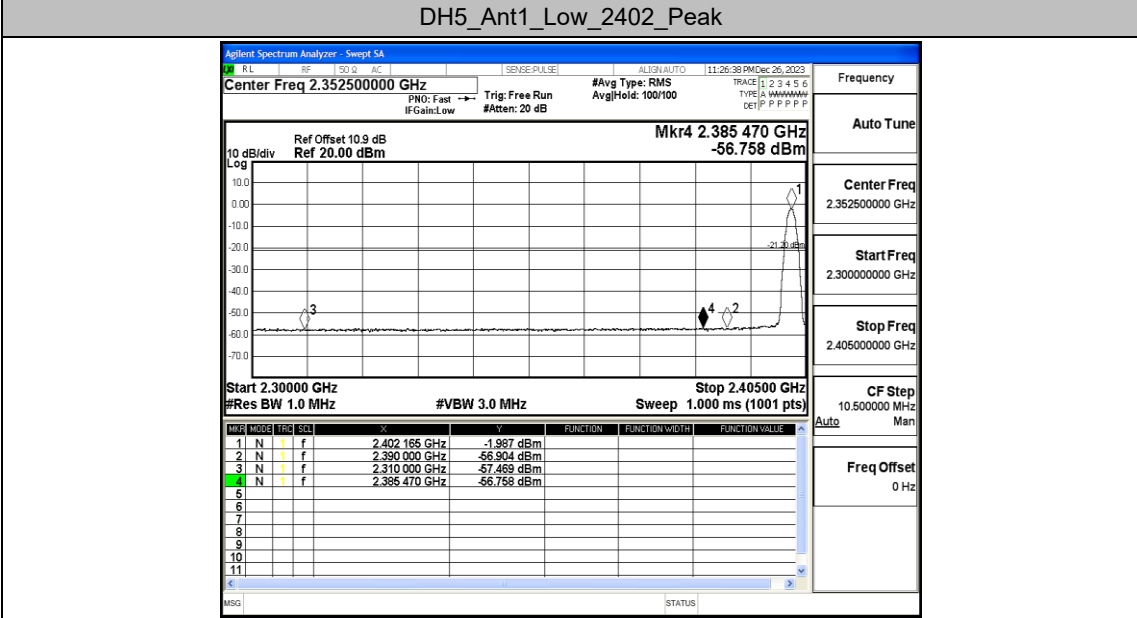 DH5_Ant1_Low_2402_Peak
Agilent Spectrum Analyzer - Swept SA
RL RF 50 Ω AC SENSE:PULSE ALIGNAUTO 11:26:38 PM Dec 26, 2023
Center Freq 2.352500000 GHz
PNO: Fast
IFGain:Low
Trig: Free Run
#Atten: 20 dB
#Avg Type: RMS
Avg|Hold: 100/100
TRACE 1 2 3 4 5 6
TYPE A
DET P P P P P P
Ref Offset 10.9 dB
10 dB/div Ref 20.00 dBm
Log
Mkr4 2.385 470 GHz
-56.758 dBm
10.0
0.00
-10.0
-20.0
-30.0
-40.0
-50.0
-60.0
-70.0
1
-21.20 dBm
3
4
2
Start 2.30000 GHz Stop 2.40500 GHz
#Res BW 1.0 MHz #VBW 3.0 MHz Sweep 1.000 ms (1001 pts)
MKR MODE TRC SCL X Y FUNCTION FUNCTION WIDTH FUNCTION VALUE
1 N 1 f 2.402 165 GHz -1.987 dBm
2 N 1 f 2.390 000 GHz -56.904 dBm
3 N 1 f 2.310 000 GHz -57.469 dBm
4 N 1 f 2.385 470 GHz -56.758 dBm
5
6
7
8
9
10
11
MSG STATUS
Frequency
Auto Tune
Center Freq
2.352500000 GHz
Start Freq
2.300000000 GHz
Stop Freq
2.405000000 GHz
CF Step
10.500000 MHz
Auto Man
Freq Offset
0 Hz